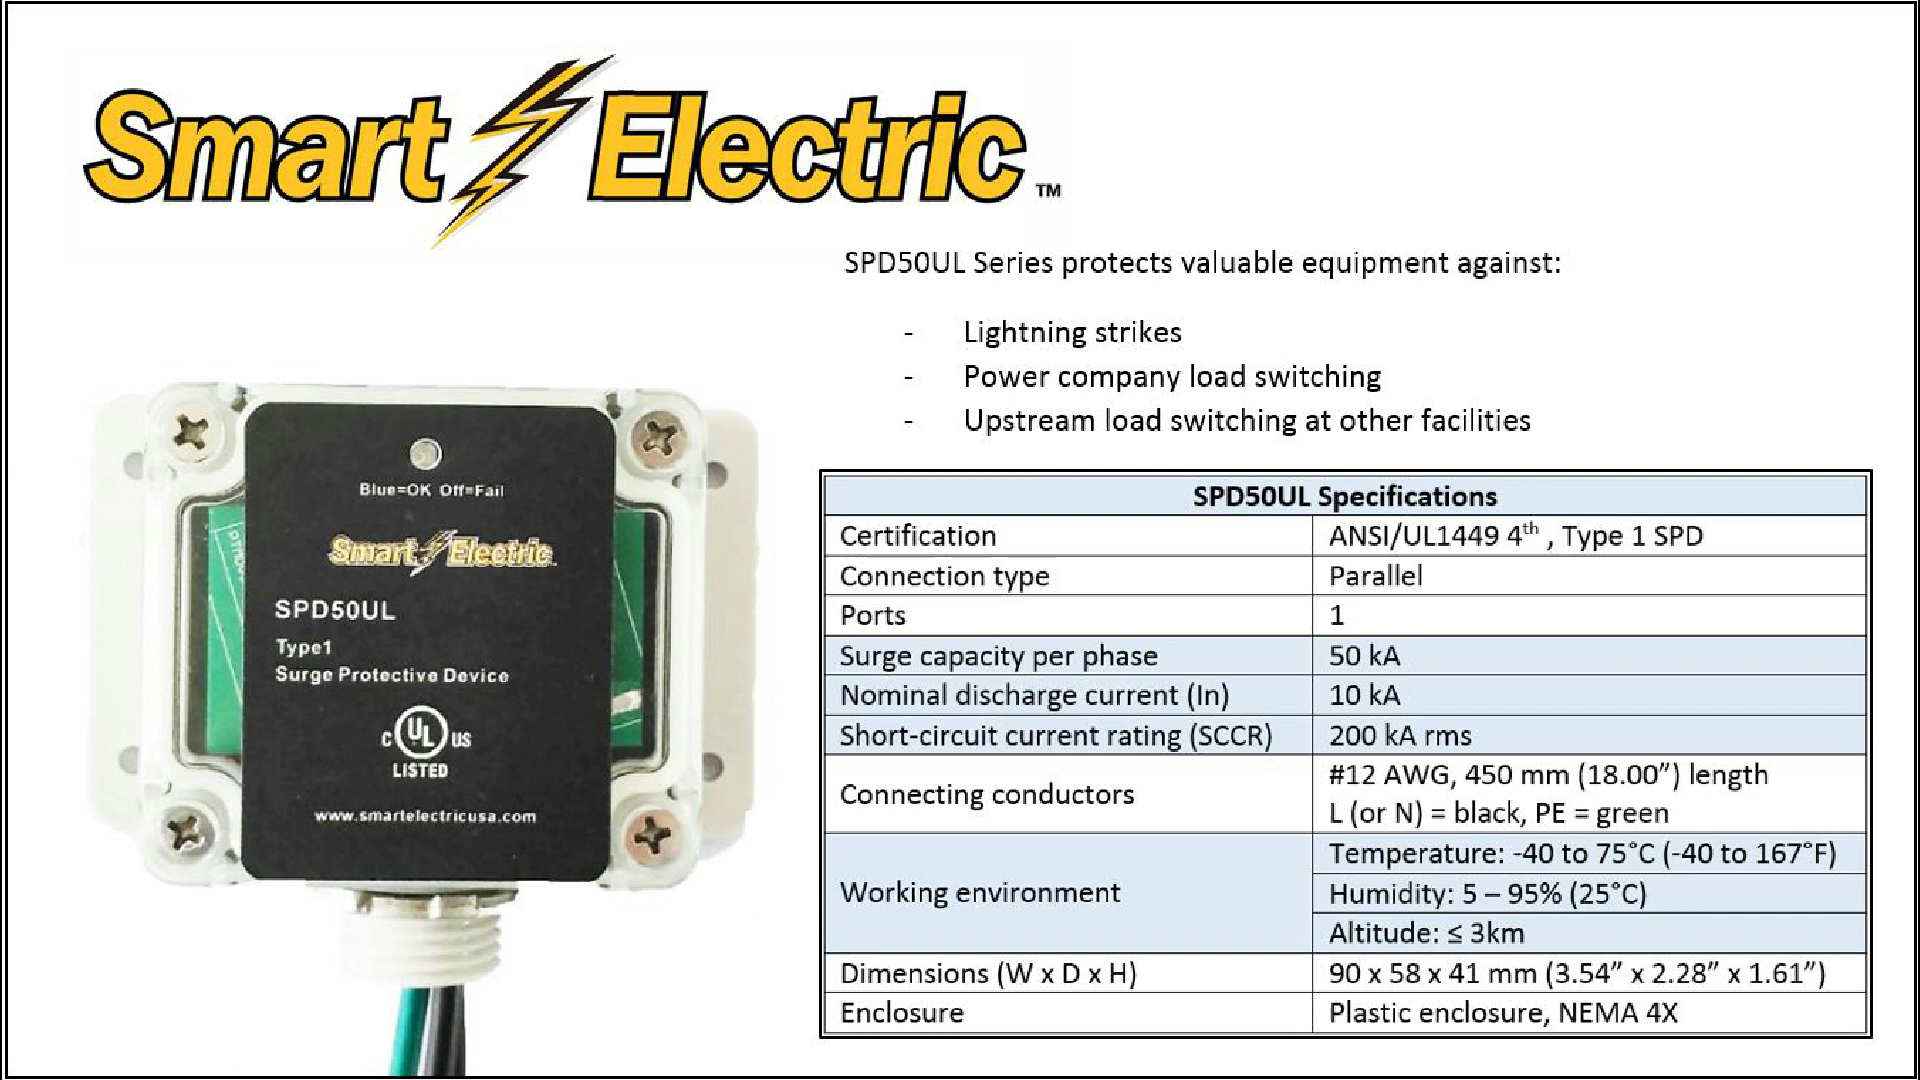 Smart Electric ™
SPD50UL Series protects valuable equipment against:
- Lightning strikes
- Power company load switching
- Upstream load switching at other facilities
Blue=OK Off=Fail
Smart Electric
SPD50UL
Type1
Surge Protective Device
C UL US
LISTED
www.smartelectricusa.com
SPD50UL Specifications
Certification ANSI/UL1449 4th , Type 1 SPD
Connection type Parallel
Ports 1
Surge capacity per phase 50 kA
Nominal discharge current (In) 10 kA
Short-circuit current rating (SCCR) 200 kA rms
Connecting conductors #12 AWG, 450 mm (18.00”) length
L (or N) = black, PE = green
Working environment Temperature: -40 to 75°C (-40 to 167°F)
Humidity: 5 – 95% (25°C)
Altitude: ≤ 3km
Dimensions (W x D x H) 90 x 58 x 41 mm (3.54” x 2.28” x 1.61”)
Enclosure Plastic enclosure, NEMA 4X